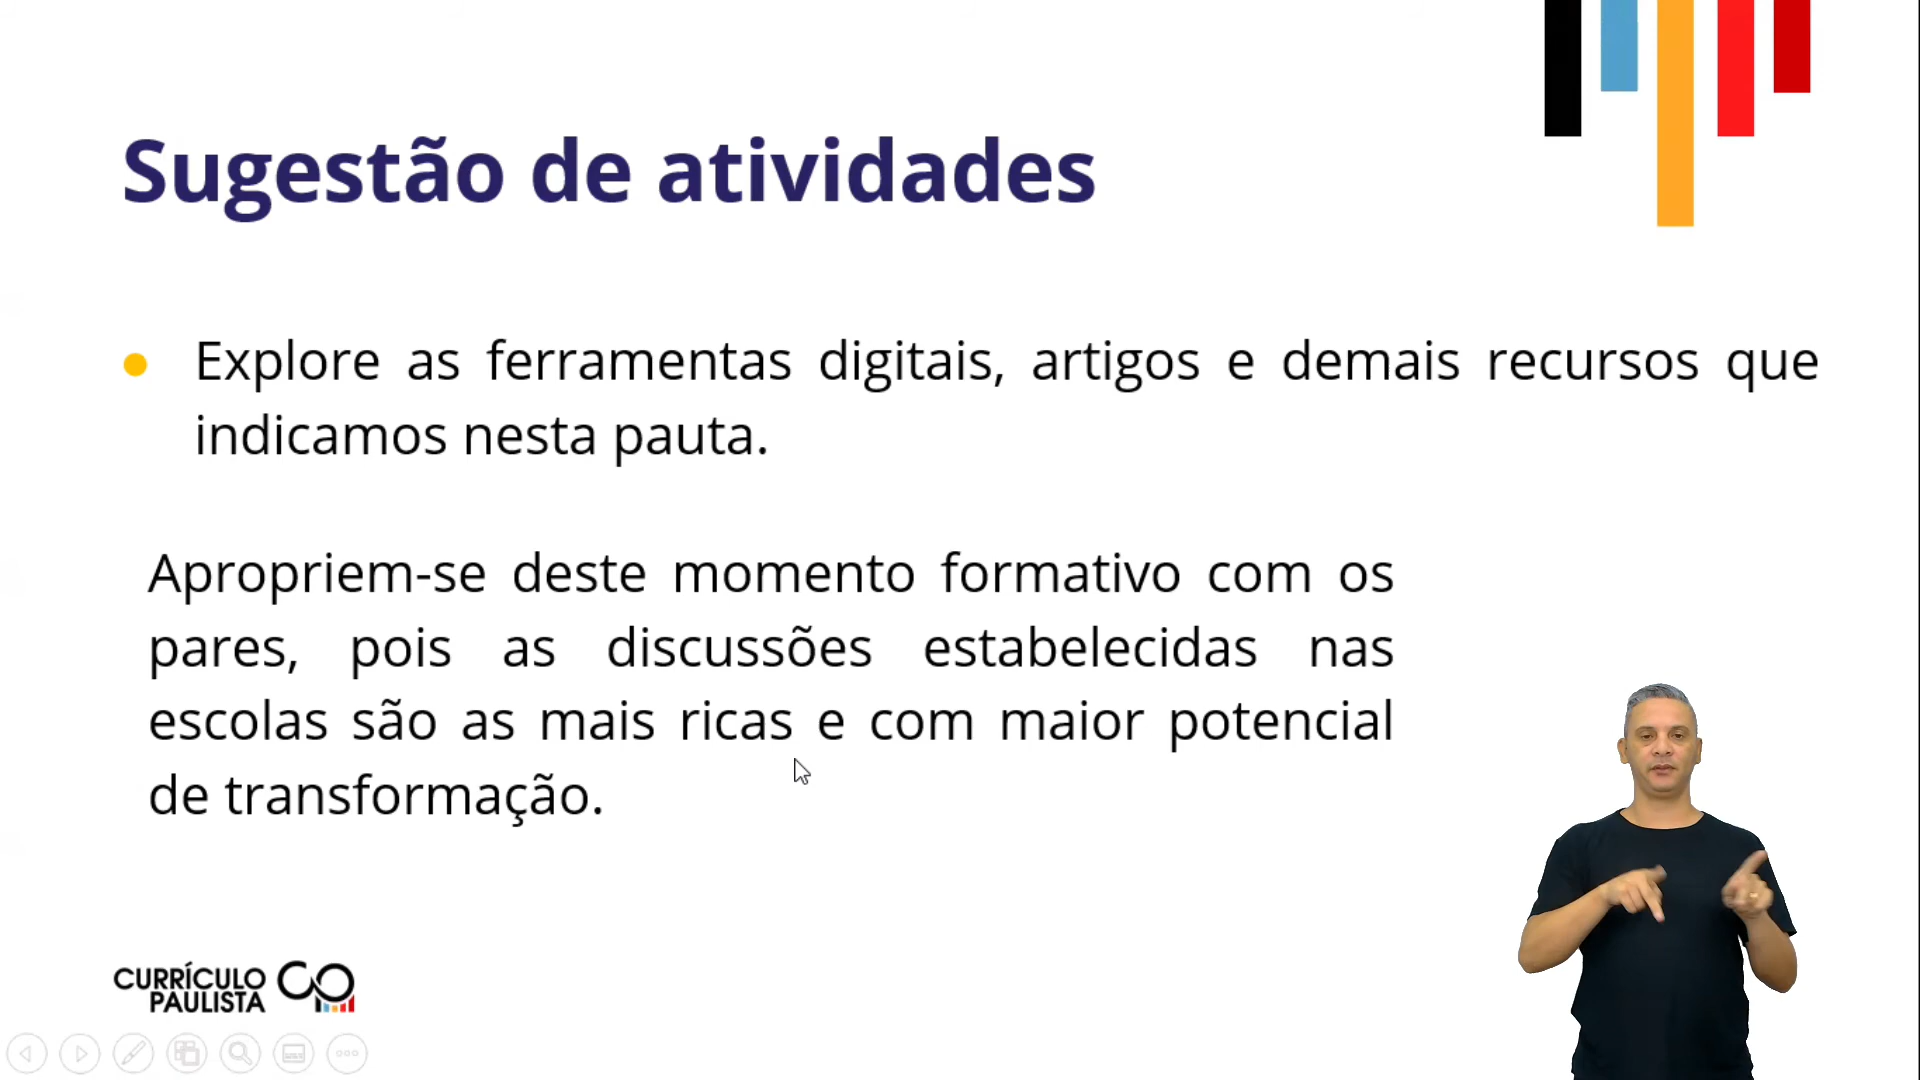 Sugestão de atividades
Explore as ferramentas digitais, artigos e demais recursos que
indicamos nesta pauta.
Apropriem-se deste momento formativo com os
pares, pois as discussões estabelecidas nas
escolas são as mais ricas e com maior potencial
de transformação.
CURRÍCULO
PAULISTA